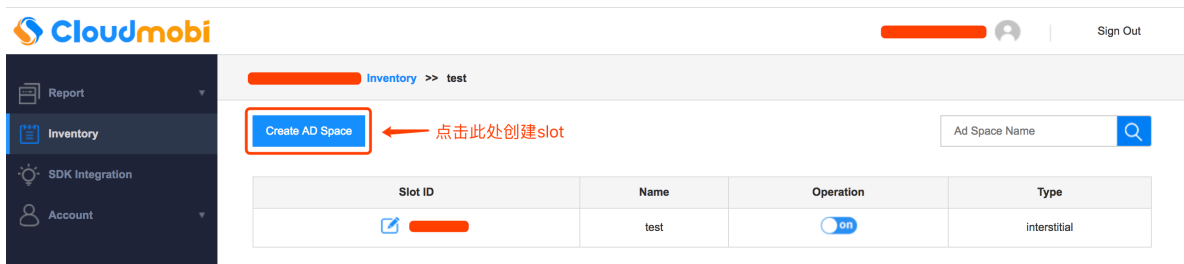 Cloudmobi
Sign Out
Report
Inventory
SDK Integration
Account
Inventory >> test
Create AD Space
点击此处创建slot
Ad Space Name
Slot ID Name Operation Type
test on interstitial